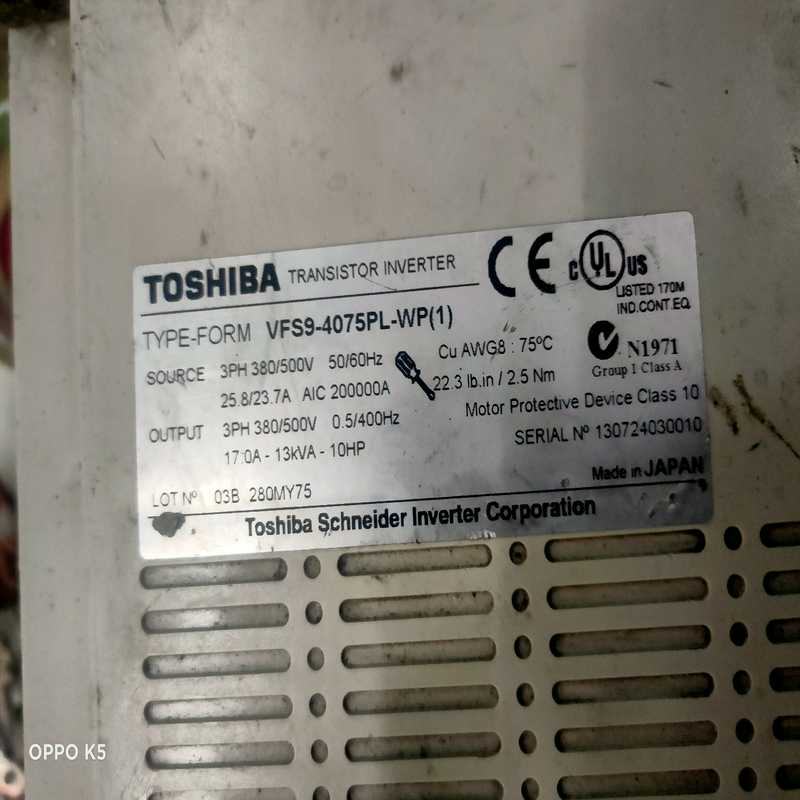 TOSHIBA TRANSISTOR INVERTER CE c UL US
LISTED 170M
IND.CONT.EQ
TYPE-FORM VFS9-4075PL-WP(1)
SOURCE 3PH 380/500V 50/60Hz Cu AWG8 : 75ºC
25.8/23.7A AIC 200000A 22.3 lb.in / 2.5 Nm
N1971
Group 1 Class A
OUTPUT 3PH 380/500V 0.5/400Hz Motor Protective Device Class 10
17.0A - 13kVA - 10HP SERIAL Nº 130724030010
LOT Nº 03B 280MY75 Made in JAPAN
Toshiba Schneider Inverter Corporation
OPPO K5